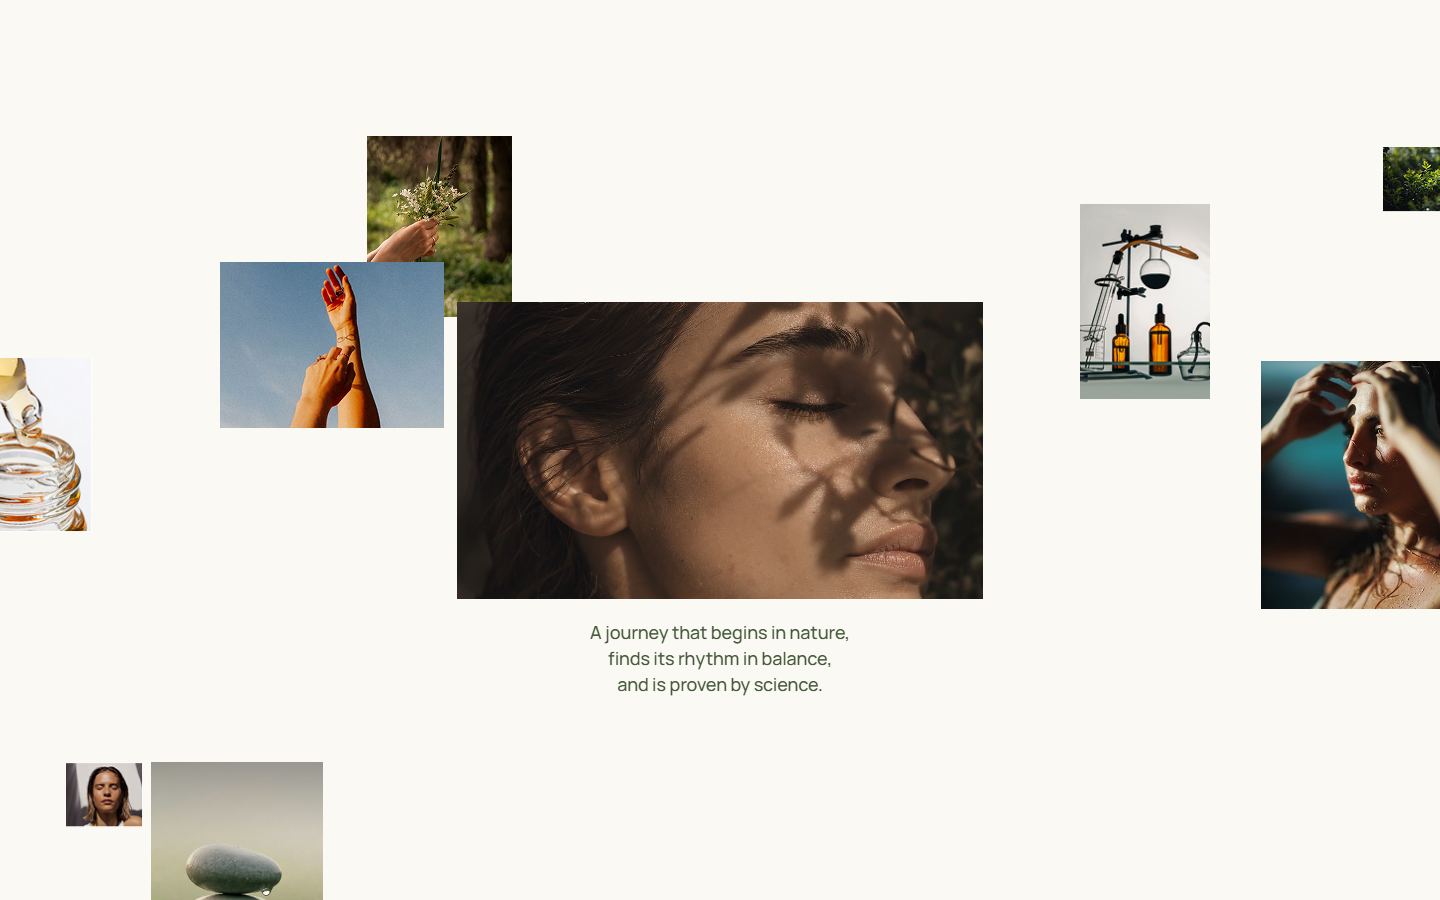 A journey that begins in nature,
finds its rhythm in balance,
and is proven by science.